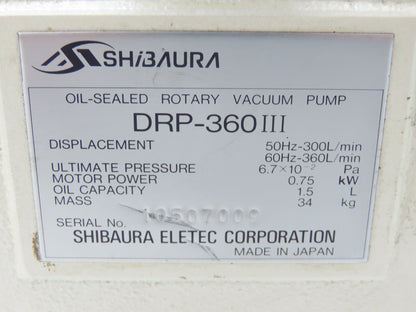 SHiBAURA
OIL-SEALED ROTARY VACUUM PUMP
DRP-360III
DISPLACEMENT 50Hz-300L/min
60Hz-360L/min
ULTIMATE PRESSURE 6.7×10⁻² Pa
MOTOR POWER 0.75 kW
OIL CAPACITY 1.5 L
MASS 34 kg
SERIAL No.
SHIBAURA ELETEC CORPORATION
MADE IN JAPAN